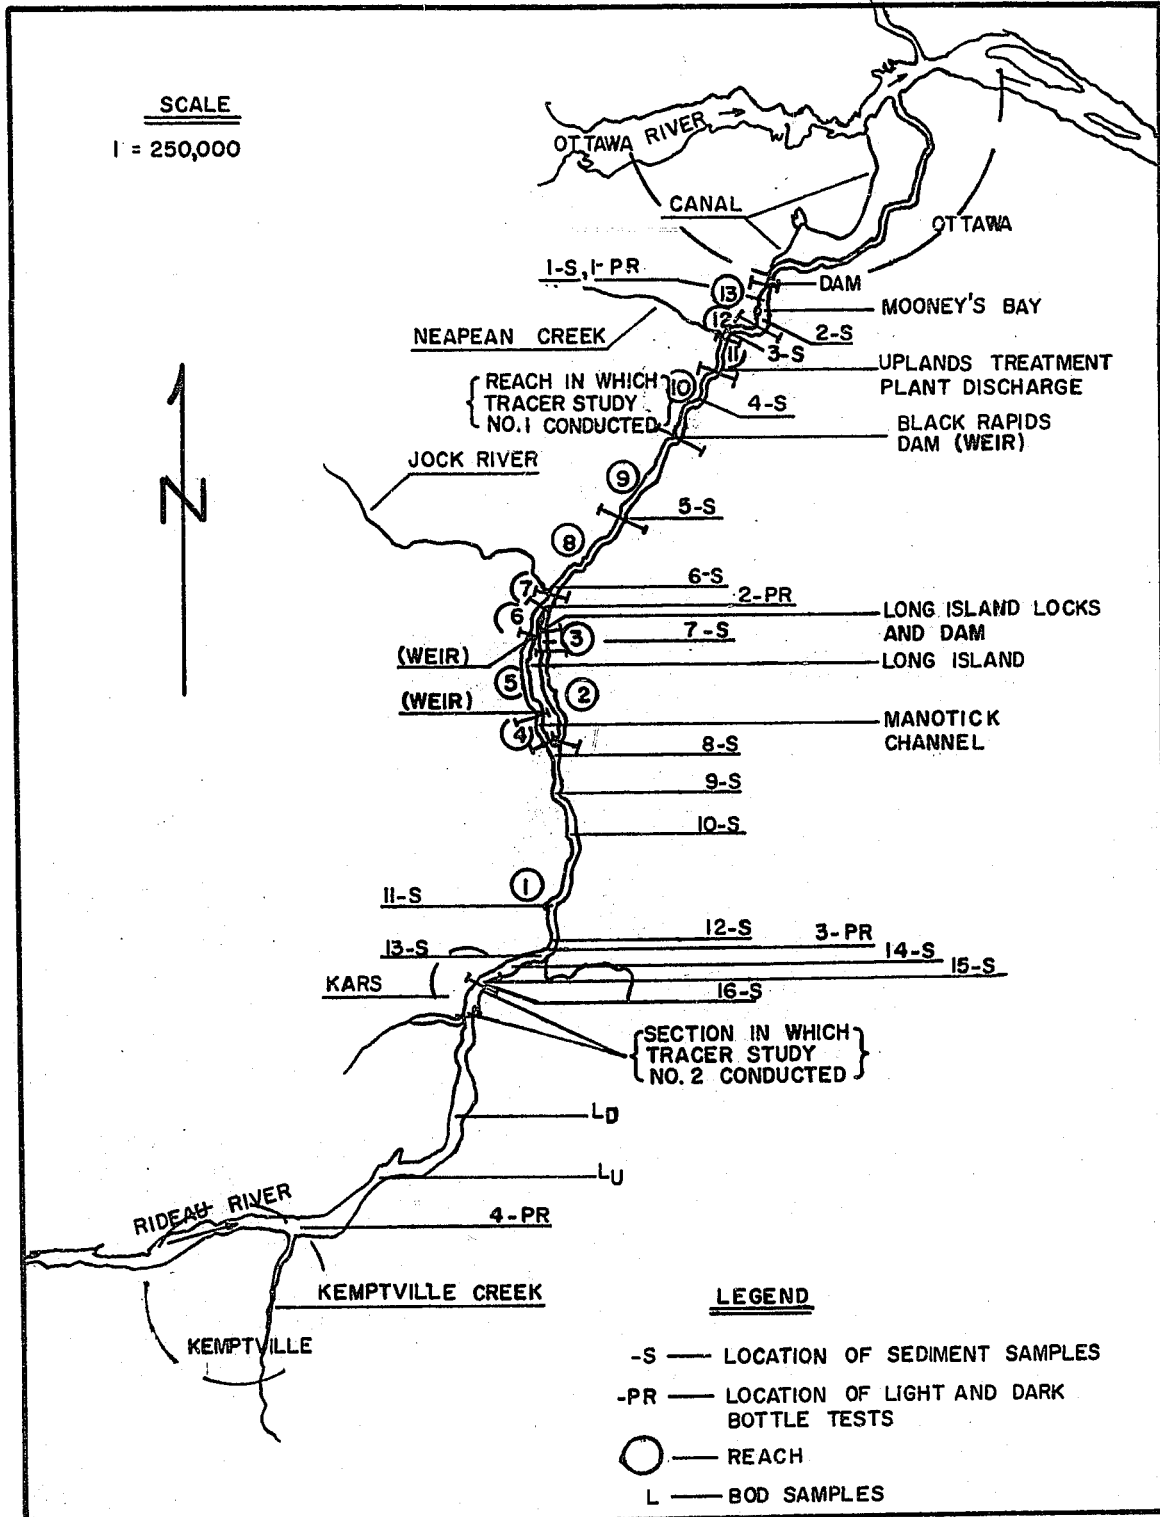 SCALE
1 = 250,000
OTTAWA RIVER
CANAL
OTTAWA
1-S, 1-PR
DAM
13
MOONEY'S BAY
12
2-S
NEAPEAN CREEK
3-S
11
UPLANDS TREATMENT
PLANT DISCHARGE
REACH IN WHICH
TRACER STUDY
NO. 1 CONDUCTED
10
4-S
BLACK RAPIDS
DAM (WEIR)
JOCK RIVER
9
5-S
8
6-S
7
2-PR
6
LONG ISLAND LOCKS
AND DAM
3
7-S
(WEIR)
LONG ISLAND
5
2
(WEIR)
MANOTICK
CHANNEL
4
8-S
9-S
10-S
1
11-S
12-S
3-PR
13-S
14-S
15-S
KARS
16-S
SECTION IN WHICH
TRACER STUDY
NO. 2 CONDUCTED
LD
LU
RIDEAU RIVER
4-PR
KEMPTVILLE CREEK
KEMPTVILLE
N
LEGEND
-S — LOCATION OF SEDIMENT SAMPLES
-PR — LOCATION OF LIGHT AND DARK
BOTTLE TESTS
— REACH
L — BOD SAMPLES